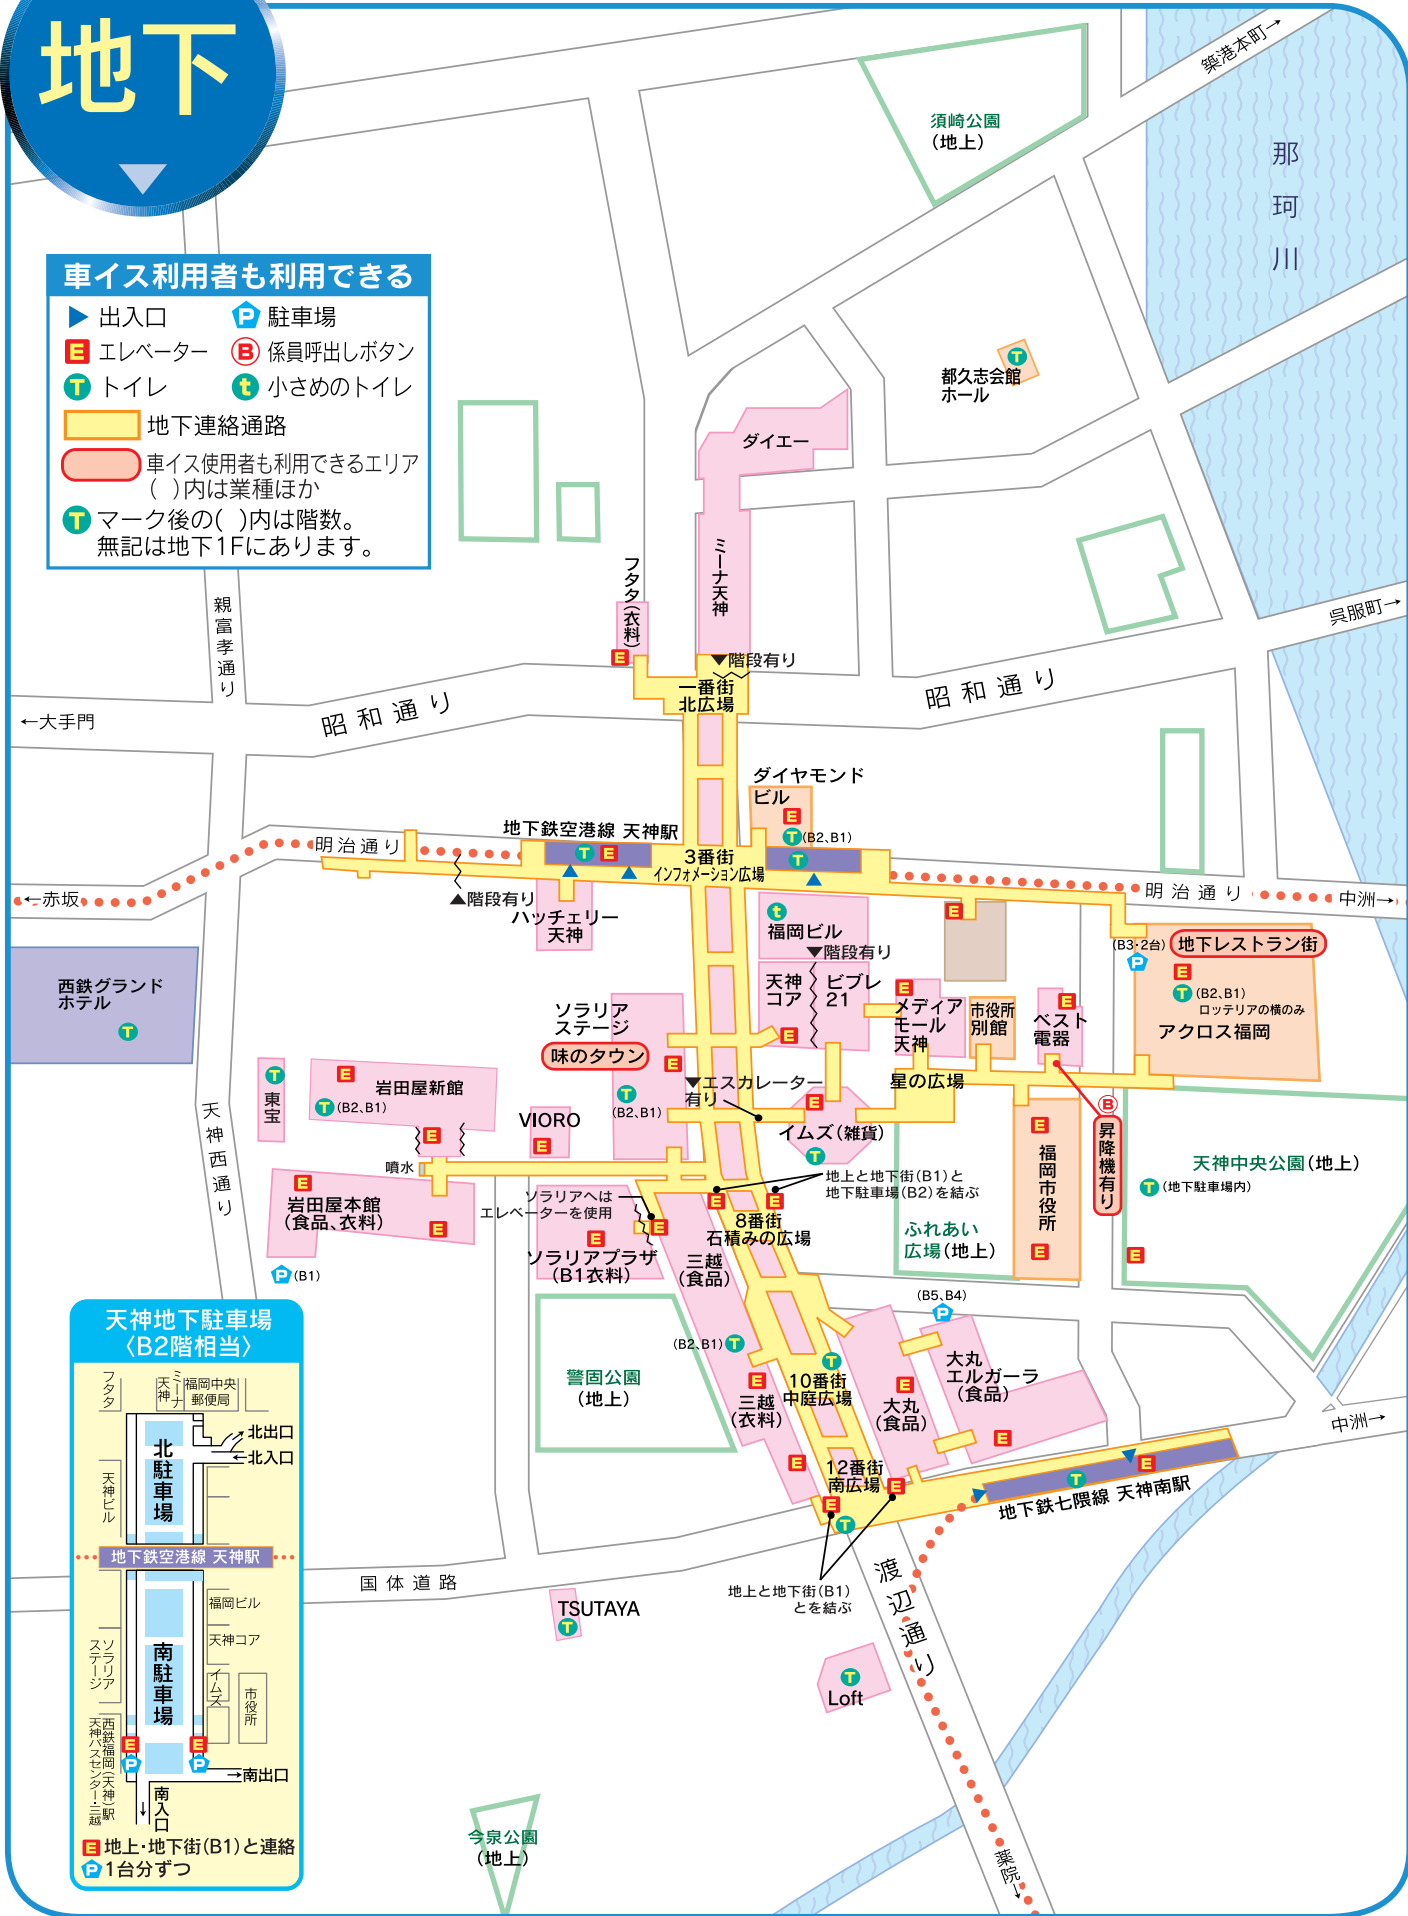 地下
築港本町→
須崎公園
(地上)
那珂川
車イス利用者も利用できる
出入口
P 駐車場
E エレベーター
B 係員呼出しボタン
T トイレ
t 小さめのトイレ
地下連絡通路
車イス使用者も利用できるエリア
( )内は業種ほか
T マーク後の( )内は階数。
無記は地下1Fにあります。
T
都久志会館
ホール
ダイエー
ミーナ天神
フタタ(衣料)
E
▼階段有り
一番街
北広場
親富孝通り
呉服町→
←大手門
昭和通り
昭和通り
ダイヤモンド
ビル
E
T (B2、B1)
地下鉄空港線 天神駅
T E
T
明治通り
3番街
インフォメーション広場
▲階段有り
←赤坂
明治通り
中洲→
ハッチェリー
天神
t
福岡ビル
▼階段有り
E
(B3・2台)
P
地下レストラン街
E
T (B2、B1)
ロッテリアの横のみ
アクロス福岡
西鉄グランド
ホテル
T
天神
コア
ビブレ
21
E
E
メディア
モール
天神
市役所
別館
E
ベスト
電器
ソラリア
ステージ
味のタウン
E
T
(B2、B1)
▼エスカレーター
有り
星の広場
E
イムズ(雑貨)
T
T
東宝
E
岩田屋新館
T (B2、B1)
E
VIORO
E
噴水
天神西通り
E
岩田屋本館
(食品、衣料)
E
P (B1)
ソラリアへは
エレベーターを使用
E
E
ソラリアプラザ
(B1衣料)
E
E
地上と地下街(B1)と
地下駐車場(B2)を結ぶ
8番街
石積みの広場
三越
(食品)
B
昇降機有り
E
福岡市役所
E
天神中央公園(地上)
T (地下駐車場内)
E
ふれあい
広場(地上)
(B5、B4)
P
警固公園
(地上)
(B2、B1) T
E
三越
(衣料)
E
T
10番街
中庭広場
E
大丸
(食品)
大丸
エルガーラ
(食品)
E
中洲→
12番街
南広場
E
E
T
E
T
地下鉄七隈線 天神南駅
地上と地下街(B1)
とを結ぶ
国体道路
TSUTAYA
T
渡辺通り
T
Loft
今泉公園
(地上)
薬院→
天神地下駐車場
〈B2階相当〉
フタタ
ミーナ
天神
福岡中央
郵便局
北出口
←北入口
北駐車場
天神ビル
地下鉄空港線 天神駅
福岡ビル
天神コア
ソラリア
ステージ
南駐車場
イムズ
市役所
西鉄福岡(天神)駅
天神バスセンター・三越
E
E
P
P
→南出口
南入口
↓
E 地上・地下街(B1)と連絡
P 1台分ずつ